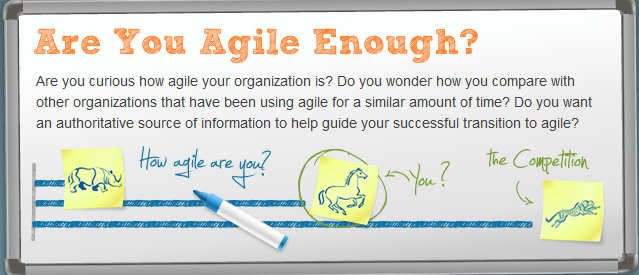 Are You Agile Enough?
Are you curious how agile your organization is? Do you wonder how you compare with
other organizations that have been using agile for a similar amount of time? Do you want
an authoritative source of information to help guide your successful transition to agile?
How agile are you?
You?
the Competition